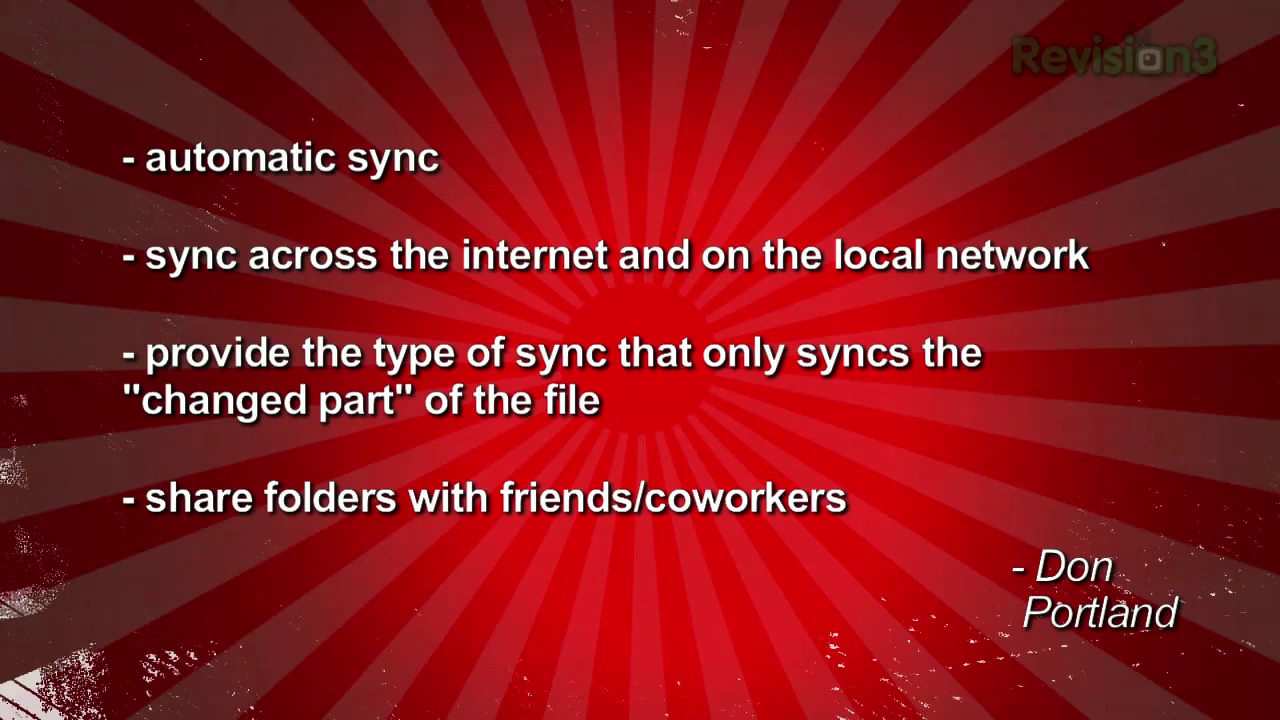 Revision3
- automatic sync
- sync across the internet and on the local network
- provide the type of sync that only syncs the
"changed part" of the file
- share folders with friends/coworkers
- Don
Portland